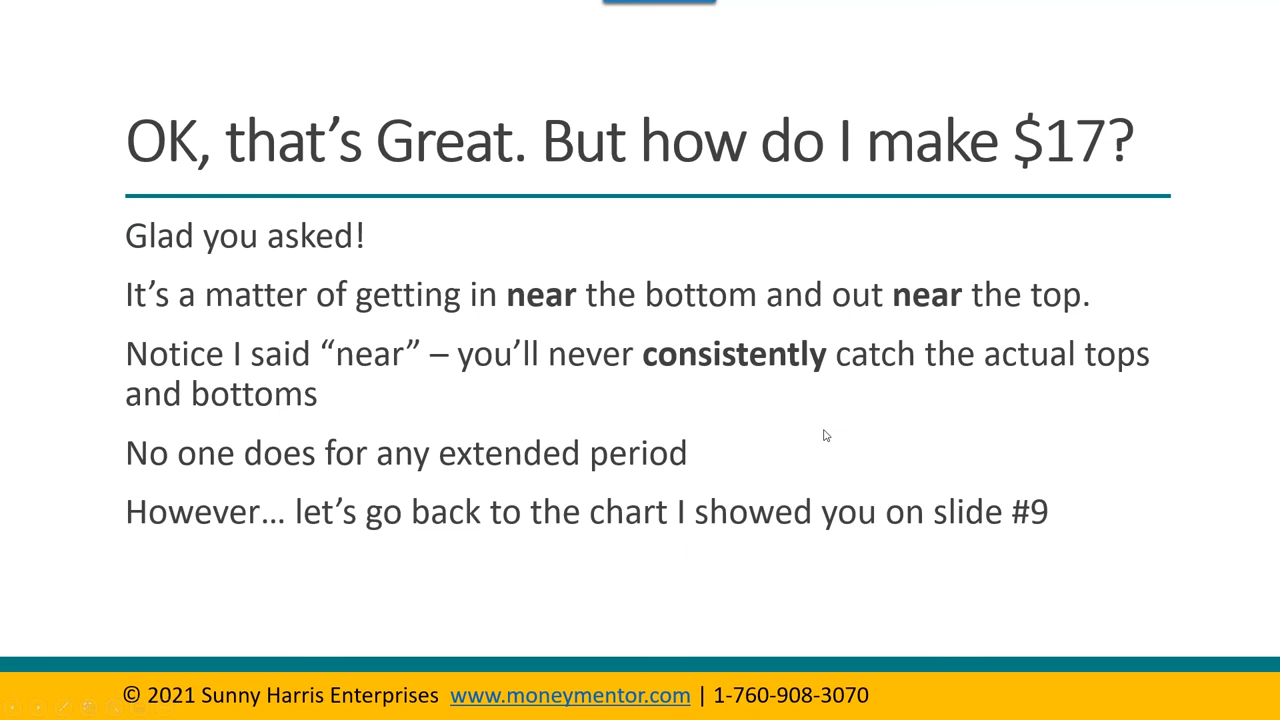 OK, that’s Great. But how do I make $17?
Glad you asked!
It’s a matter of getting in near the bottom and out near the top.
Notice I said “near” – you’ll never consistently catch the actual tops
and bottoms
No one does for any extended period
However… let’s go back to the chart I showed you on slide #9
© 2021 Sunny Harris Enterprises www.moneymentor.com | 1-760-908-3070